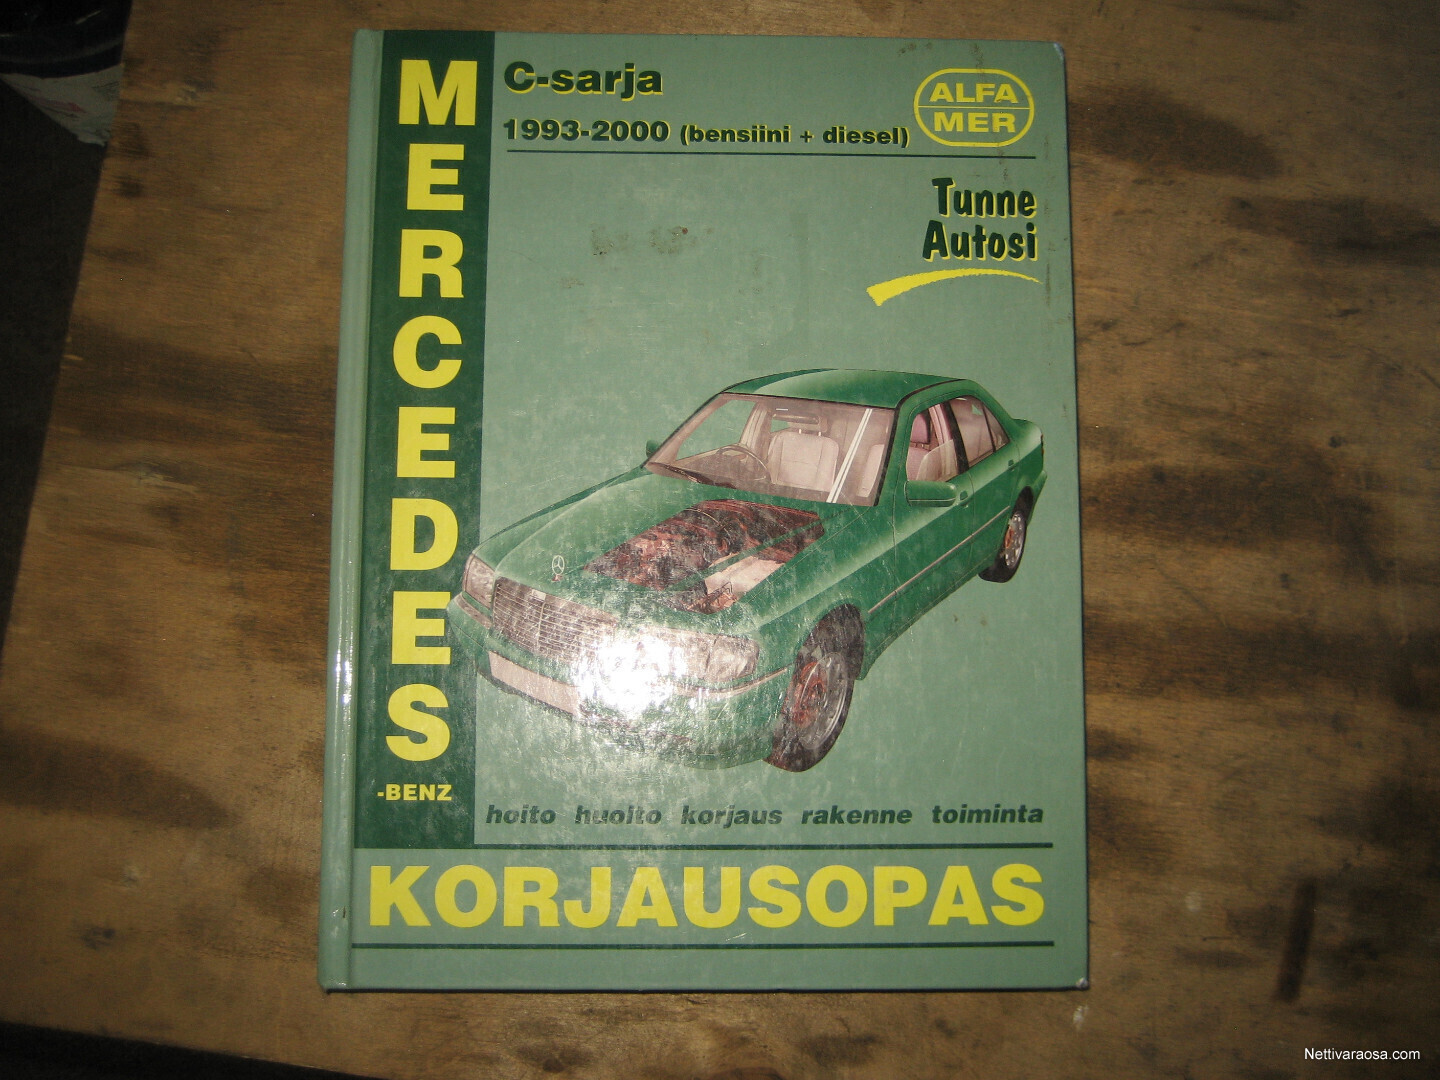 MERCEDES
-BENZ
C-sarja
1993-2000 (bensiini + diesel)
ALFA
MER
Tunne
Autosi
hoito huolto korjaus rakenne toiminta
KORJAUSOPAS
Nettivaraosa.com